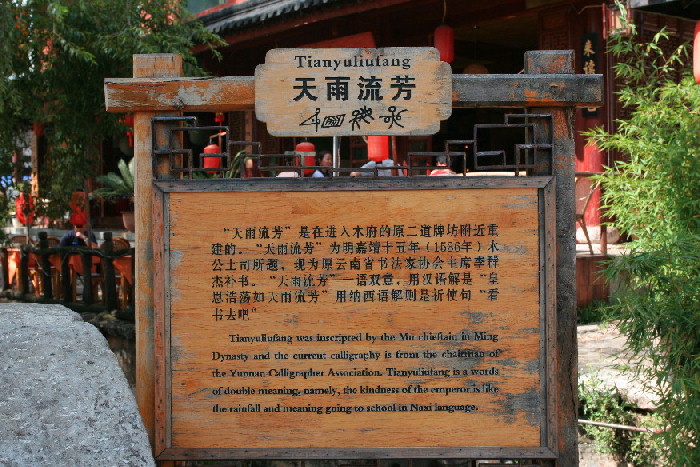 Tianyuliufang
天雨流芳
“天雨流芳”是在进入木府的原二道牌坊附近重
建的。“天雨流芳”为明嘉靖十五年（1536年）木
公土司所题，现为原云南省书法家协会主席李群
杰补书。“天雨流芳”一语双意，用汉语解是“皇
恩浩荡如天雨流芳”用纳西语解则是祈使句“看
书去吧”
Tianyuliufang was inscripted by the Mu chieftain in Ming
Dynasty and the current calligraphy is from the chairman of
the Yunnan Calligrapher Association. Tianyuliufang is a words
of double meaning, namely, the kindness of the emperor is like
the rainfall and meaning going to school in Naxi language.